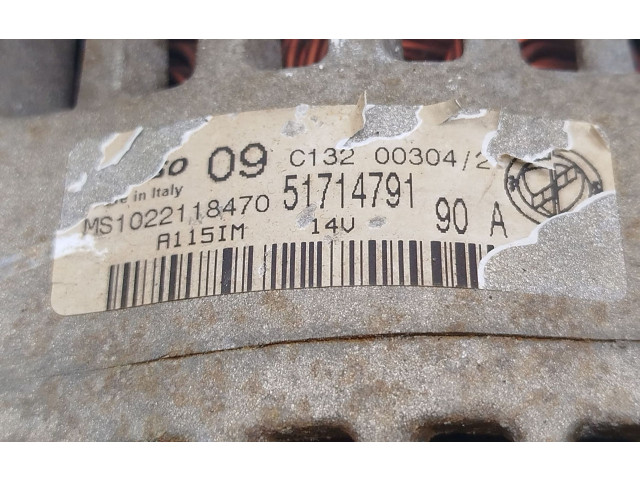 09 C132 00304/2
in Italy
MS1022118470 51714791 90 A
A115IM 14V